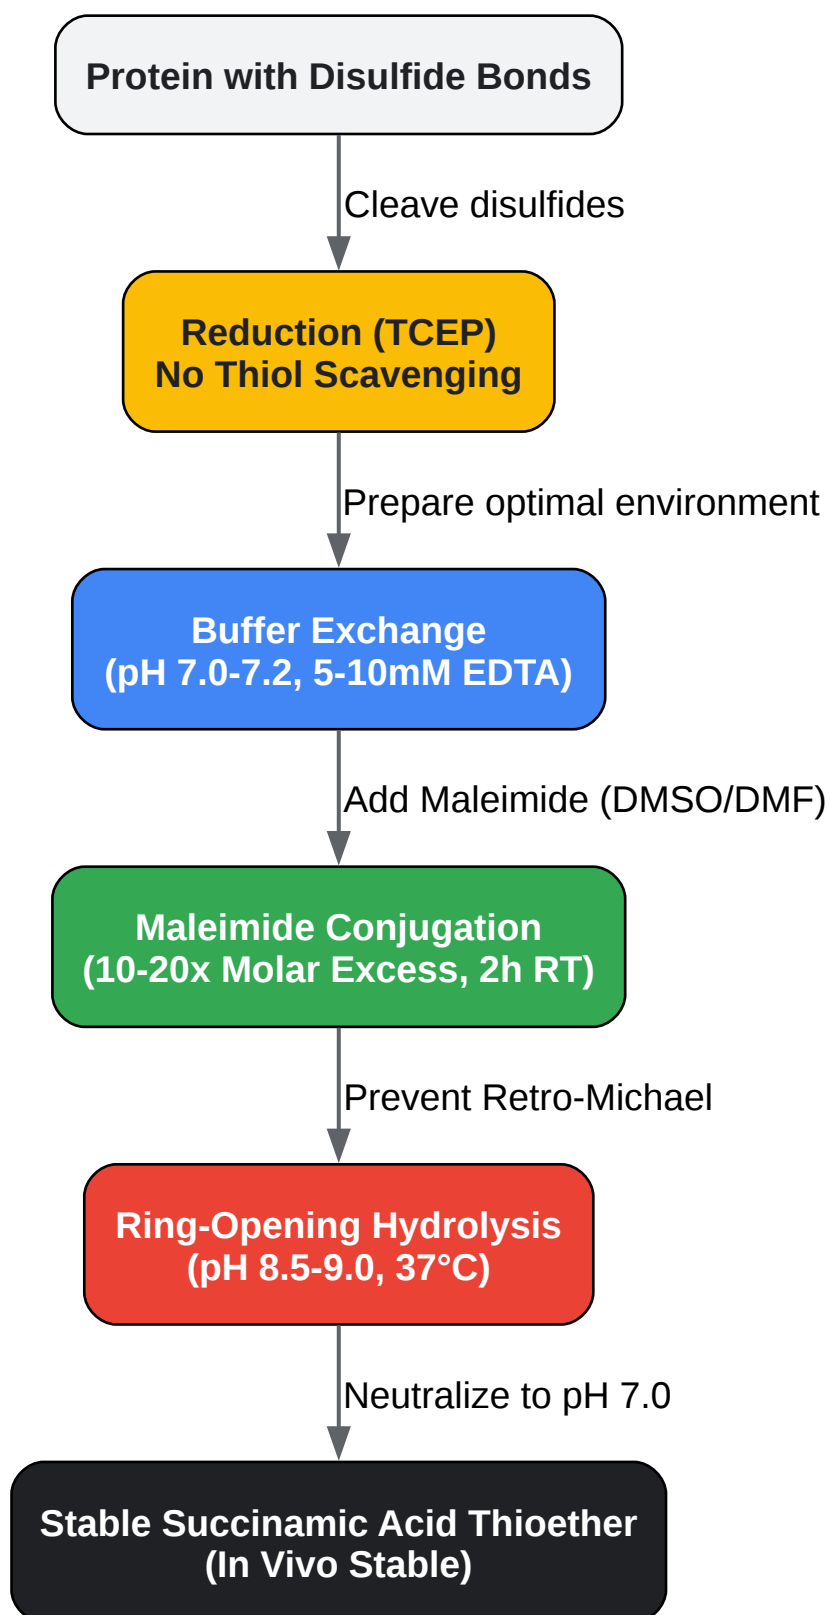 Protein with Disulfide Bonds
Cleave disulfides
Reduction (TCEP)
No Thiol Scavenging
Prepare optimal environment
Buffer Exchange
(pH 7.0-7.2, 5-10mM EDTA)
Add Maleimide (DMSO/DMF)
Maleimide Conjugation
(10-20x Molar Excess, 2h RT)
Prevent Retro-Michael
Ring-Opening Hydrolysis
(pH 8.5-9.0, 37°C)
Neutralize to pH 7.0
Stable Succinamic Acid Thioether
(In Vivo Stable)